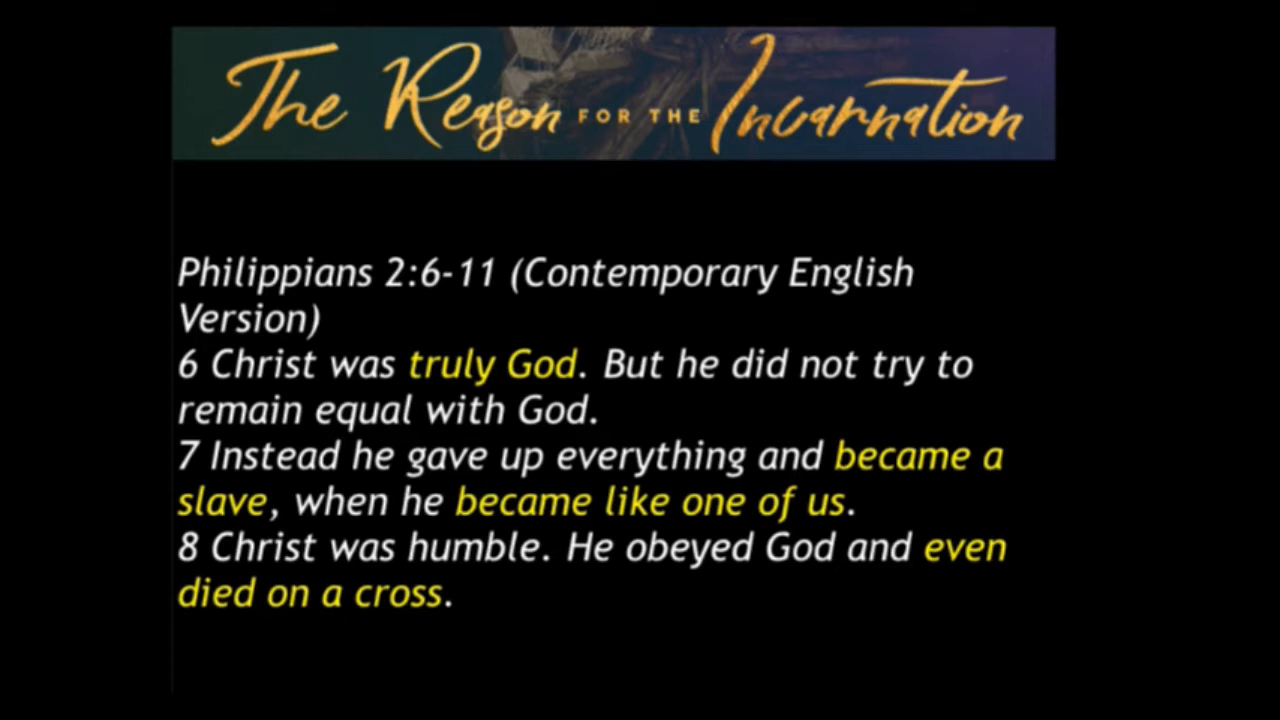 The Reason FOR THE Incarnation
Philippians 2:6-11 (Contemporary English
Version)
6 Christ was truly God. But he did not try to
remain equal with God.
7 Instead he gave up everything and became a
slave, when he became like one of us.
8 Christ was humble. He obeyed God and even
died on a cross.